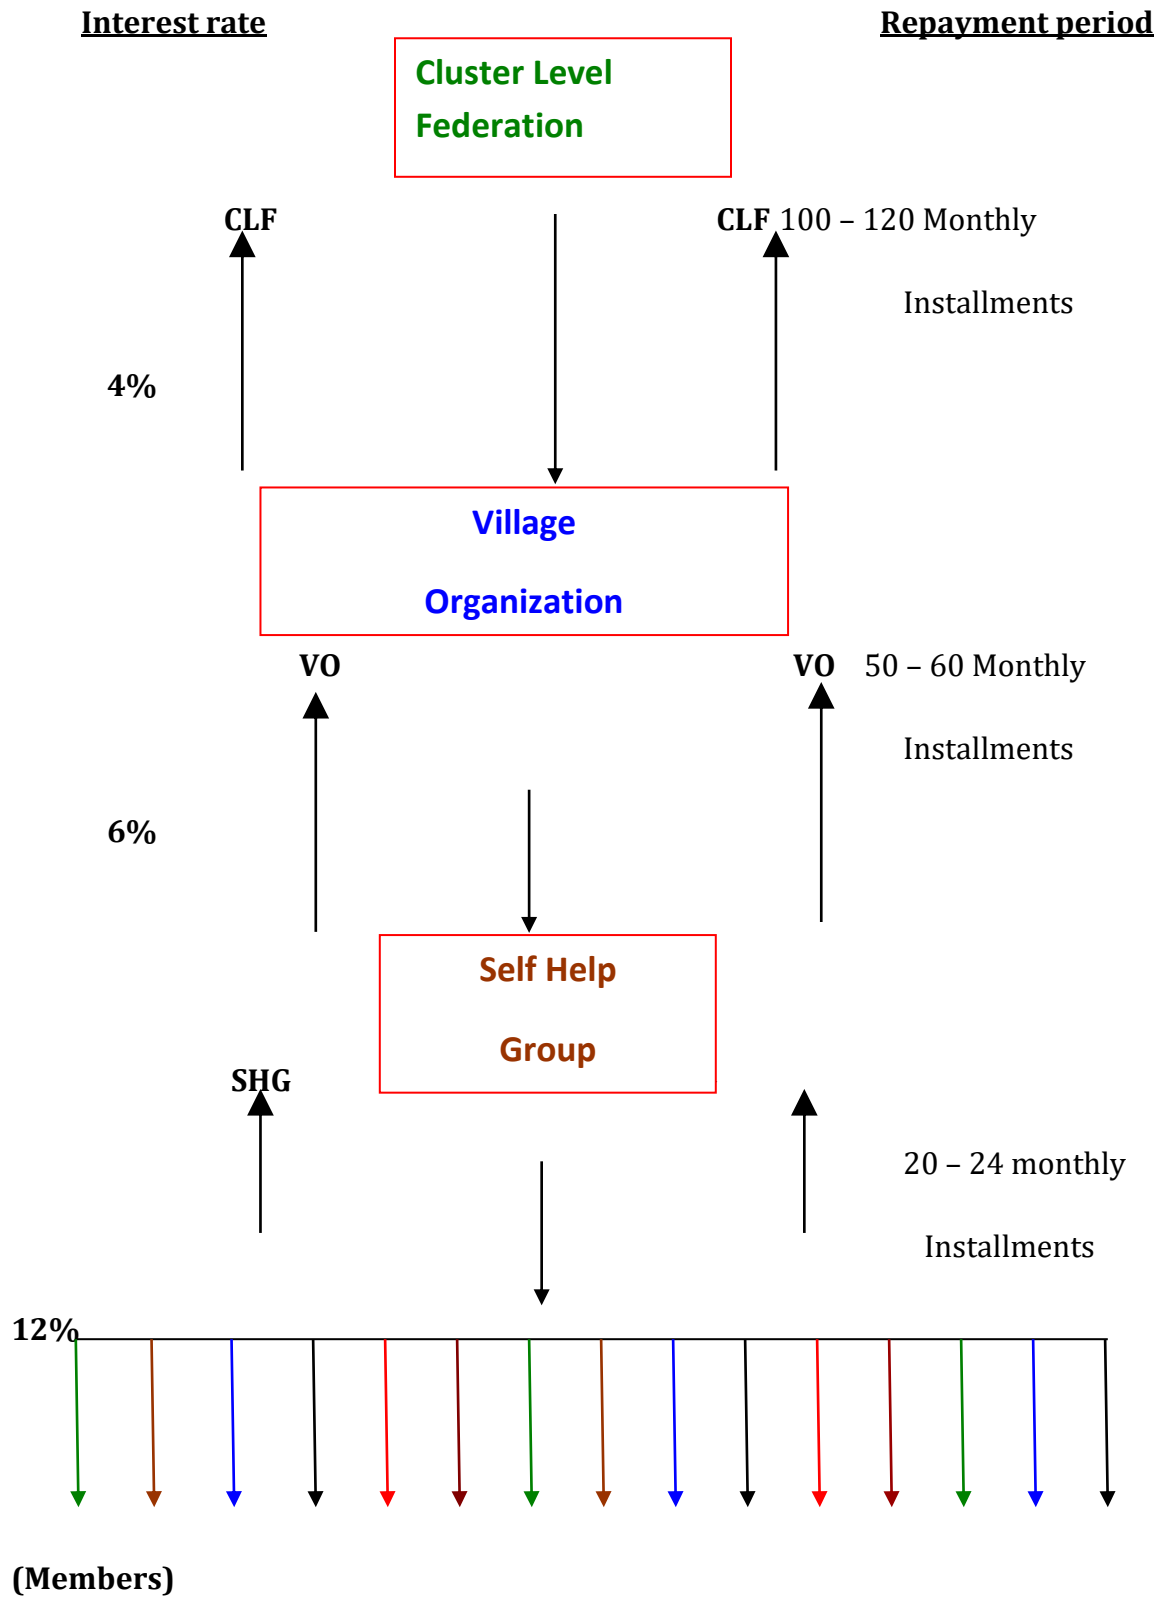 Interest rate
Repayment period
Cluster Level
Federation
CLF
CLF 100 – 120 Monthly
Installments
4%
Village
Organization
VO
VO 50 – 60 Monthly
Installments
6%
Self Help
Group
SHG
20 – 24 monthly
Installments
12%
(Members)